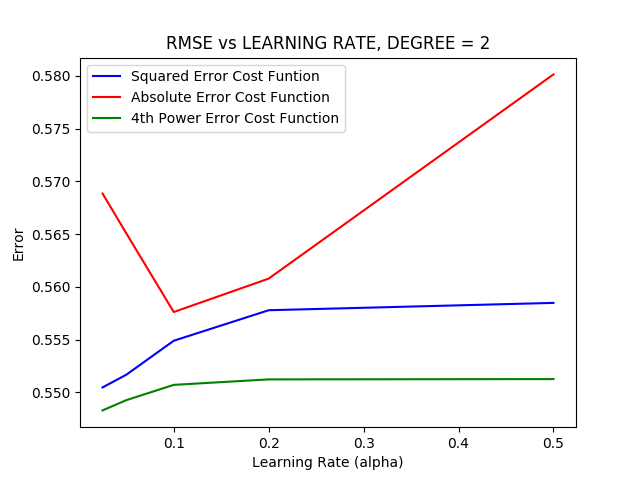 RMSE vs LEARNING RATE, DEGREE = 2
Squared Error Cost Funtion
Absolute Error Cost Function
4th Power Error Cost Function
0.580
0.575
0.570
0.565
0.560
0.555
0.550
Error
0.1
0.2
0.3
0.4
0.5
Learning Rate (alpha)